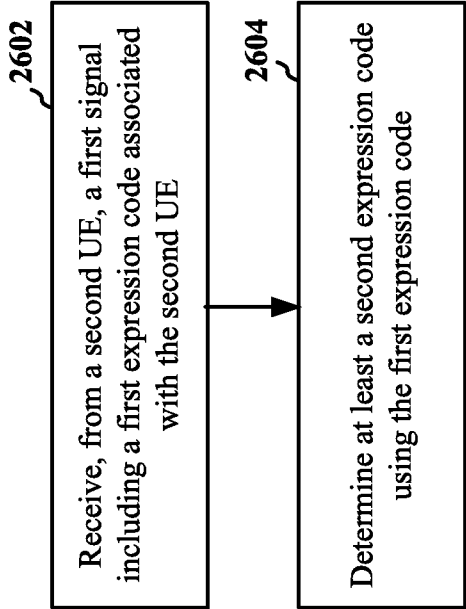 2602
Receive, from a second UE, a first signal
including a first expression code associated
with the second UE
2604
Determine at least a second expression code
using the first expression code